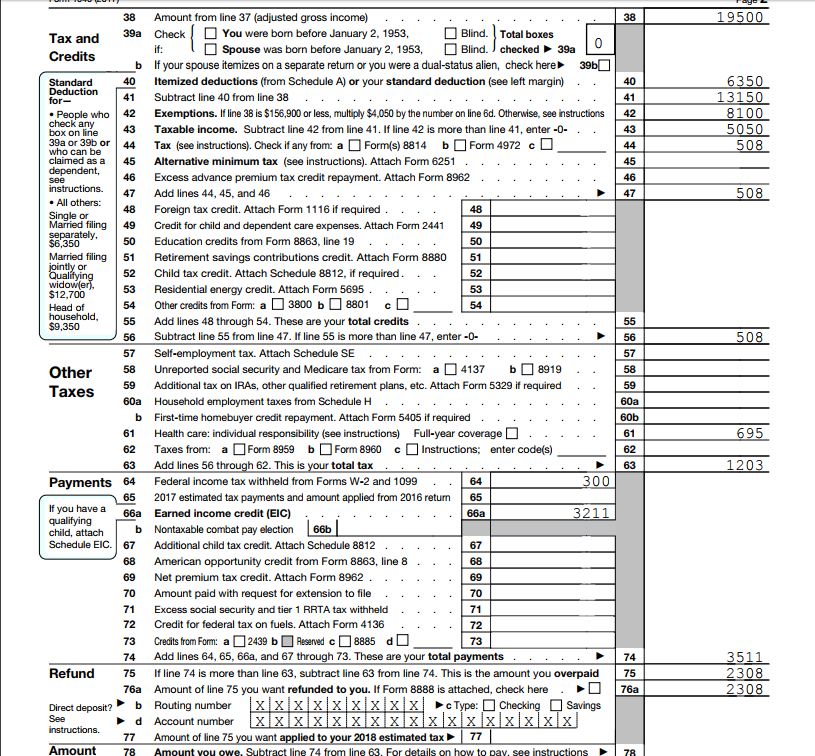 38 Amount from line 37 (adjusted gross income) . . . . . . . . . . . . . . 38 19500
Tax and Credits
39a Check if: { You were born before January 2, 1953, Blind. } Total boxes
Spouse was born before January 2, 1953, Blind. } checked ▶ 39a 0
b If your spouse itemizes on a separate return or you were a dual-status alien, check here ▶ 39b
Standard Deduction for—
• People who check any box on line 39a or 39b or who can be claimed as a dependent, see instructions.
• All others:
Single or Married filing separately, $6,350
Married filing jointly or Qualifying widow(er), $12,700
Head of household, $9,350
40 Itemized deductions (from Schedule A) or your standard deduction (see left margin) . . 40 6350
41 Subtract line 40 from line 38 . . . . . . . . . . . . . . . . . . 41 13150
42 Exemptions. If line 38 is $156,900 or less, multiply $4,050 by the number on line 6d. Otherwise, see instructions 42 8100
43 Taxable income. Subtract line 42 from line 41. If line 42 is more than line 41, enter -0- . . 43 5050
44 Tax (see instructions). Check if any from: a Form(s) 8814 b Form 4972 c 44 508
45 Alternative minimum tax (see instructions). Attach Form 6251 . . . . . . . . . 45
46 Excess advance premium tax credit repayment. Attach Form 8962 . . . . . . . . 46
47 Add lines 44, 45, and 46 . . . . . . . . . . . . . . . . . . ▶ 47 508
48 Foreign tax credit. Attach Form 1116 if required . . . . 48
49 Credit for child and dependent care expenses. Attach Form 2441 49
50 Education credits from Form 8863, line 19 . . . . . 50
51 Retirement savings contributions credit. Attach Form 8880 51
52 Child tax credit. Attach Schedule 8812, if required . . . 52
53 Residential energy credit. Attach Form 5695 . . . . . 53
54 Other credits from Form: a 3800 b 8801 c 54
55 Add lines 48 through 54. These are your total credits . . . . . . . . . . . . 55
56 Subtract line 55 from line 47. If line 55 is more than line 47, enter -0- . . . . . . ▶ 56 508
Other Taxes
57 Self-employment tax. Attach Schedule SE . . . . . . . . . . . . . . . 57
58 Unreported social security and Medicare tax from Form: a 4137 b 8919 . . 58
59 Additional tax on IRAs, other qualified retirement plans, etc. Attach Form 5329 if required . . 59
60a Household employment taxes from Schedule H . . . . . . . . . . . . . . 60a
b First-time homebuyer credit repayment. Attach Form 5405 if required . . . . . . . . 60b
61 Health care: individual responsibility (see instructions) Full-year coverage . . . . . 61 695
62 Taxes from: a Form 8959 b Form 8960 c Instructions; enter code(s) 62
63 Add lines 56 through 62. This is your total tax . . . . . . . . . . . . . ▶ 63 1203
Payments
If you have a qualifying child, attach Schedule EIC.
64 Federal income tax withheld from Forms W-2 and 1099 . . 64 300
65 2017 estimated tax payments and amount applied from 2016 return 65
66a Earned income credit (EIC) . . . . . . . . . . 66a 3211
b Nontaxable combat pay election 66b
67 Additional child tax credit. Attach Schedule 8812 . . . . . 67
68 American opportunity credit from Form 8863, line 8 . . . . 68
69 Net premium tax credit. Attach Form 8962 . . . . . . 69
70 Amount paid with request for extension to file . . . . . 70
71 Excess social security and tier 1 RRTA tax withheld . . . . 71
72 Credit for federal tax on fuels. Attach Form 4136 . . . . 72
73 Credits from Form: a 2439 b Reserved c 8885 d 73
74 Add lines 64, 65, 66a, and 67 through 73. These are your total payments . . . . . ▶ 74 3511
Refund
75 If line 74 is more than line 63, subtract line 63 from line 74. This is the amount you overpaid 75 2308
76a Amount of line 75 you want refunded to you. If Form 8888 is attached, check here . ▶ 76a 2308
Direct deposit? See instructions.
▶ b Routing number X X X X X X X X X ▶ c Type: Checking Savings
▶ d Account number X X X X X X X X X X X X X X X X X
77 Amount of line 75 you want applied to your 2018 estimated tax ▶ 77
Amount
78 Amount you owe. Subtract line 74 from line 63. For details on how to pay, see instructions ▶ 78